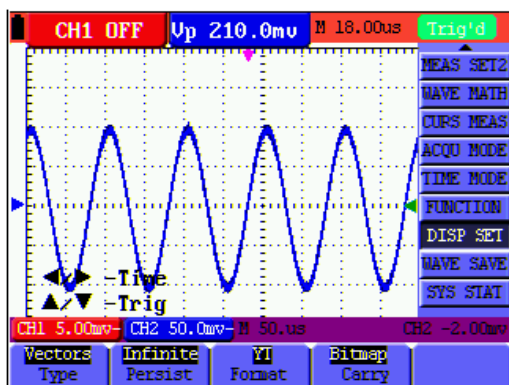 CH1 OFF Vp 210.0mv M 18.00us Trig'd
MEAS SET2
WAVE MATH
CURS MEAS
ACQU MODE
TIME MODE
FUNCTION
DISP SET
WAVE SAVE
SYS STAT
◀/▶ -Time
▲/▼ -Trig
CH1 5.00mv- CH2 50.0mv- M 50.us CH2 -2.00mv
Vectors Infinite YT Bitmap
Type Persist Format Carry